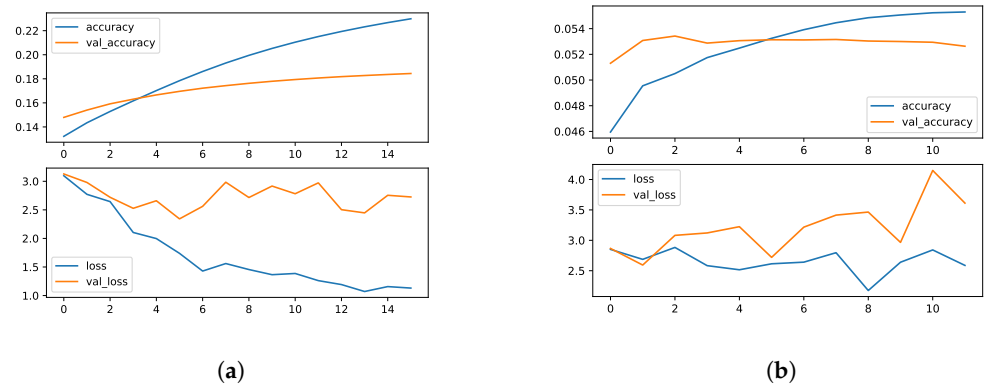 0.22
0.20
0.18
0.16
0.14
accuracy
val_accuracy
0 2 4 6 8 10 12 14
3.0
2.5
2.0
1.5
1.0
loss
val_loss
0 2 4 6 8 10 12 14
(a)
0.054
0.052
0.050
0.048
0.046
accuracy
val_accuracy
0 2 4 6 8 10
4.0
3.5
3.0
2.5
loss
val_loss
0 2 4 6 8 10
(b)